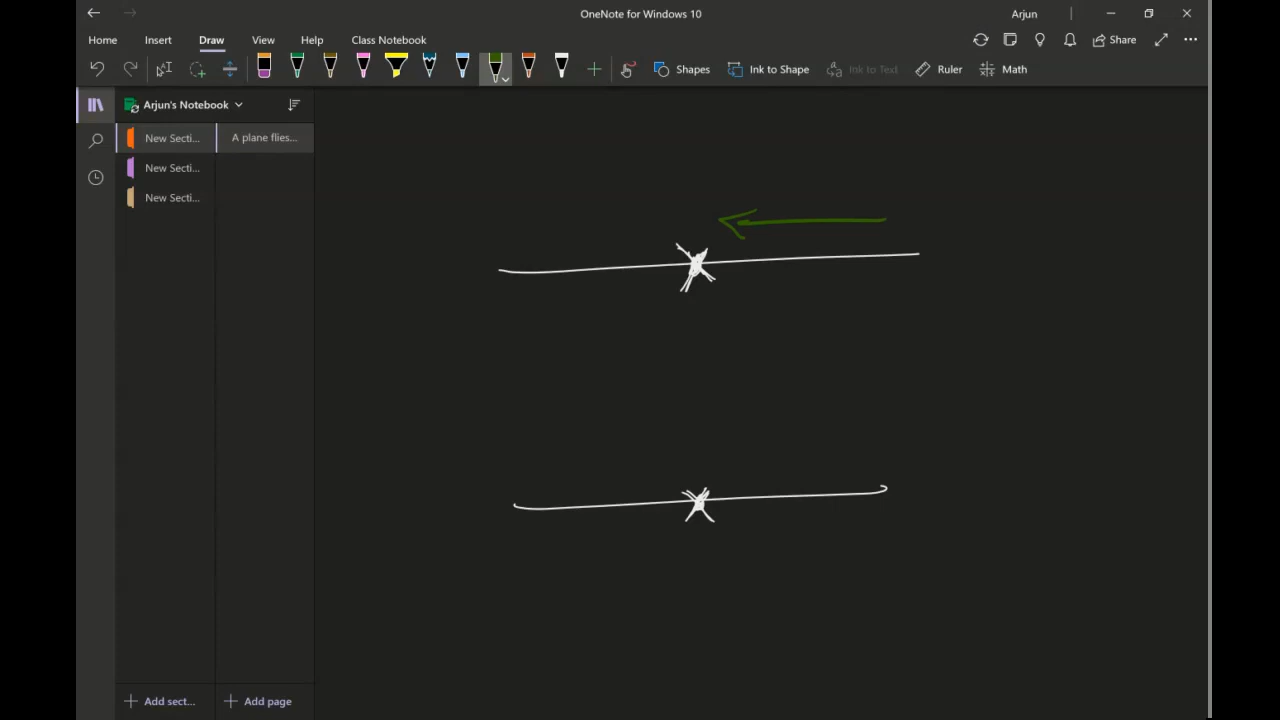 OneNote for Windows 10
Arjun
Home Insert Draw View Help Class Notebook
Share
Shapes Ink to Shape Ink to Text Ruler Math
Arjun's Notebook
New Secti... A plane flies...
New Secti...
New Secti...
Add sect... Add page